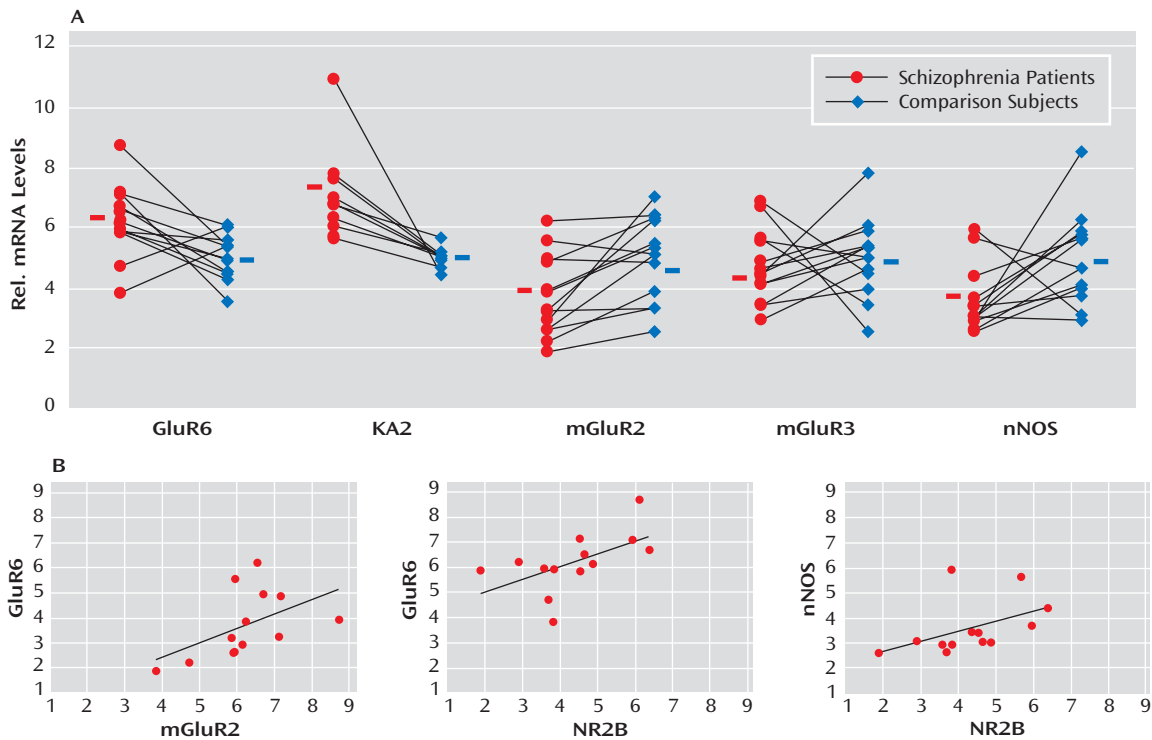 A
Rel. mRNA Levels
12
10
8
6
4
2
0
Schizophrenia Patients
Comparison Subjects
GluR6 KA2 mGluR2 mGluR3 nNOS
B
GluR6
9
8
7
6
5
4
3
2
1
1 2 3 4 5 6 7 8 9
mGluR2
GluR6
9
8
7
6
5
4
3
2
1
1 2 3 4 5 6 7 8 9
NR2B
nNOS
9
8
7
6
5
4
3
2
1
1 2 3 4 5 6 7 8 9
NR2B